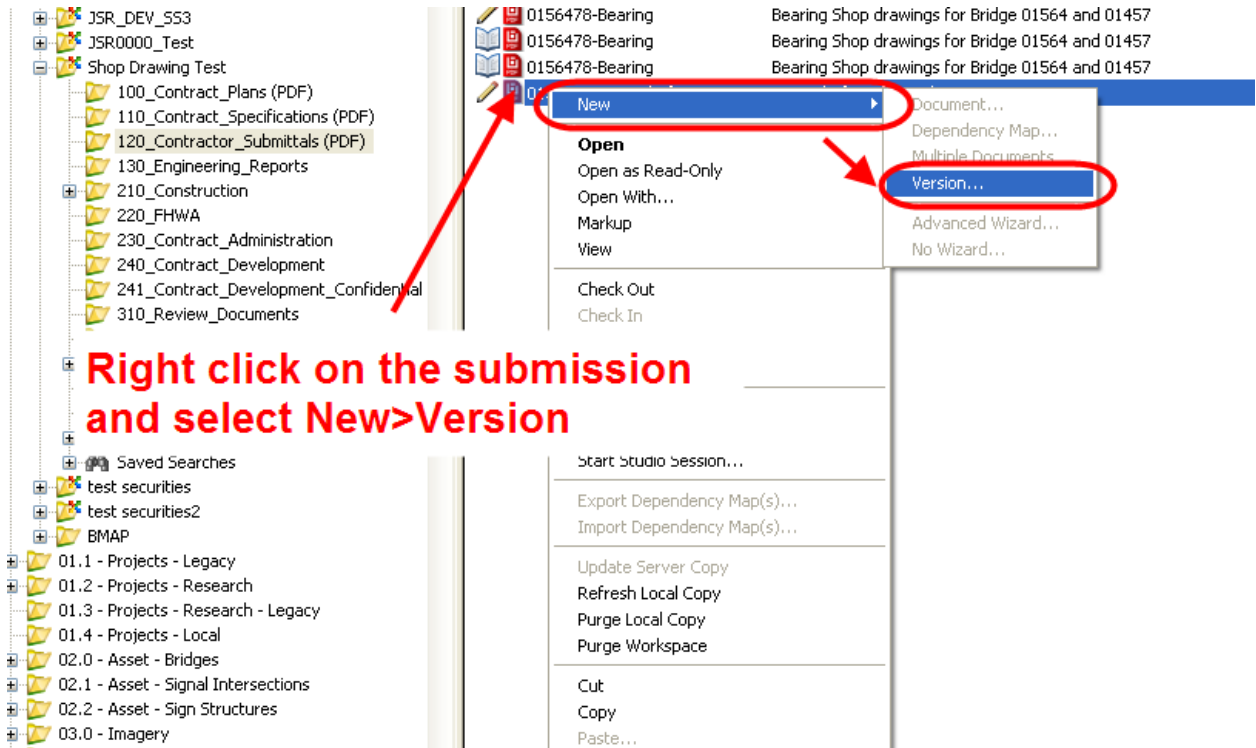 JSR_DEV_SS3
JSR0000_Test
Shop Drawing Test
100_Contract_Plans (PDF)
110_Contract_Specifications (PDF)
120_Contractor_Submittals (PDF)
130_Engineering_Reports
210_Construction
220_FHWA
230_Contract_Administration
240_Contract_Development
241_Contract_Development_Confidential
310_Review_Documents
Saved Searches
test securities
test securities2
BMAP
01.1 - Projects - Legacy
01.2 - Projects - Research
01.3 - Projects - Research - Legacy
01.4 - Projects - Local
02.0 - Asset - Bridges
02.1 - Asset - Signal Intersections
02.2 - Asset - Sign Structures
03.0 - Imagery
0156478-Bearing Bearing Shop drawings for Bridge 01564 and 01457
0156478-Bearing Bearing Shop drawings for Bridge 01564 and 01457
0156478-Bearing Bearing Shop drawings for Bridge 01564 and 01457
New
Open
Open as Read-Only
Open With...
Markup
View
Check Out
Check In
Start Studio Session...
Export Dependency Map(s)...
Import Dependency Map(s)...
Update Server Copy
Refresh Local Copy
Purge Local Copy
Purge Workspace
Cut
Copy
Paste...
Document...
Dependency Map...
Multiple Documents
Version...
Advanced Wizard...
No Wizard...
Right click on the submission
and select New>Version